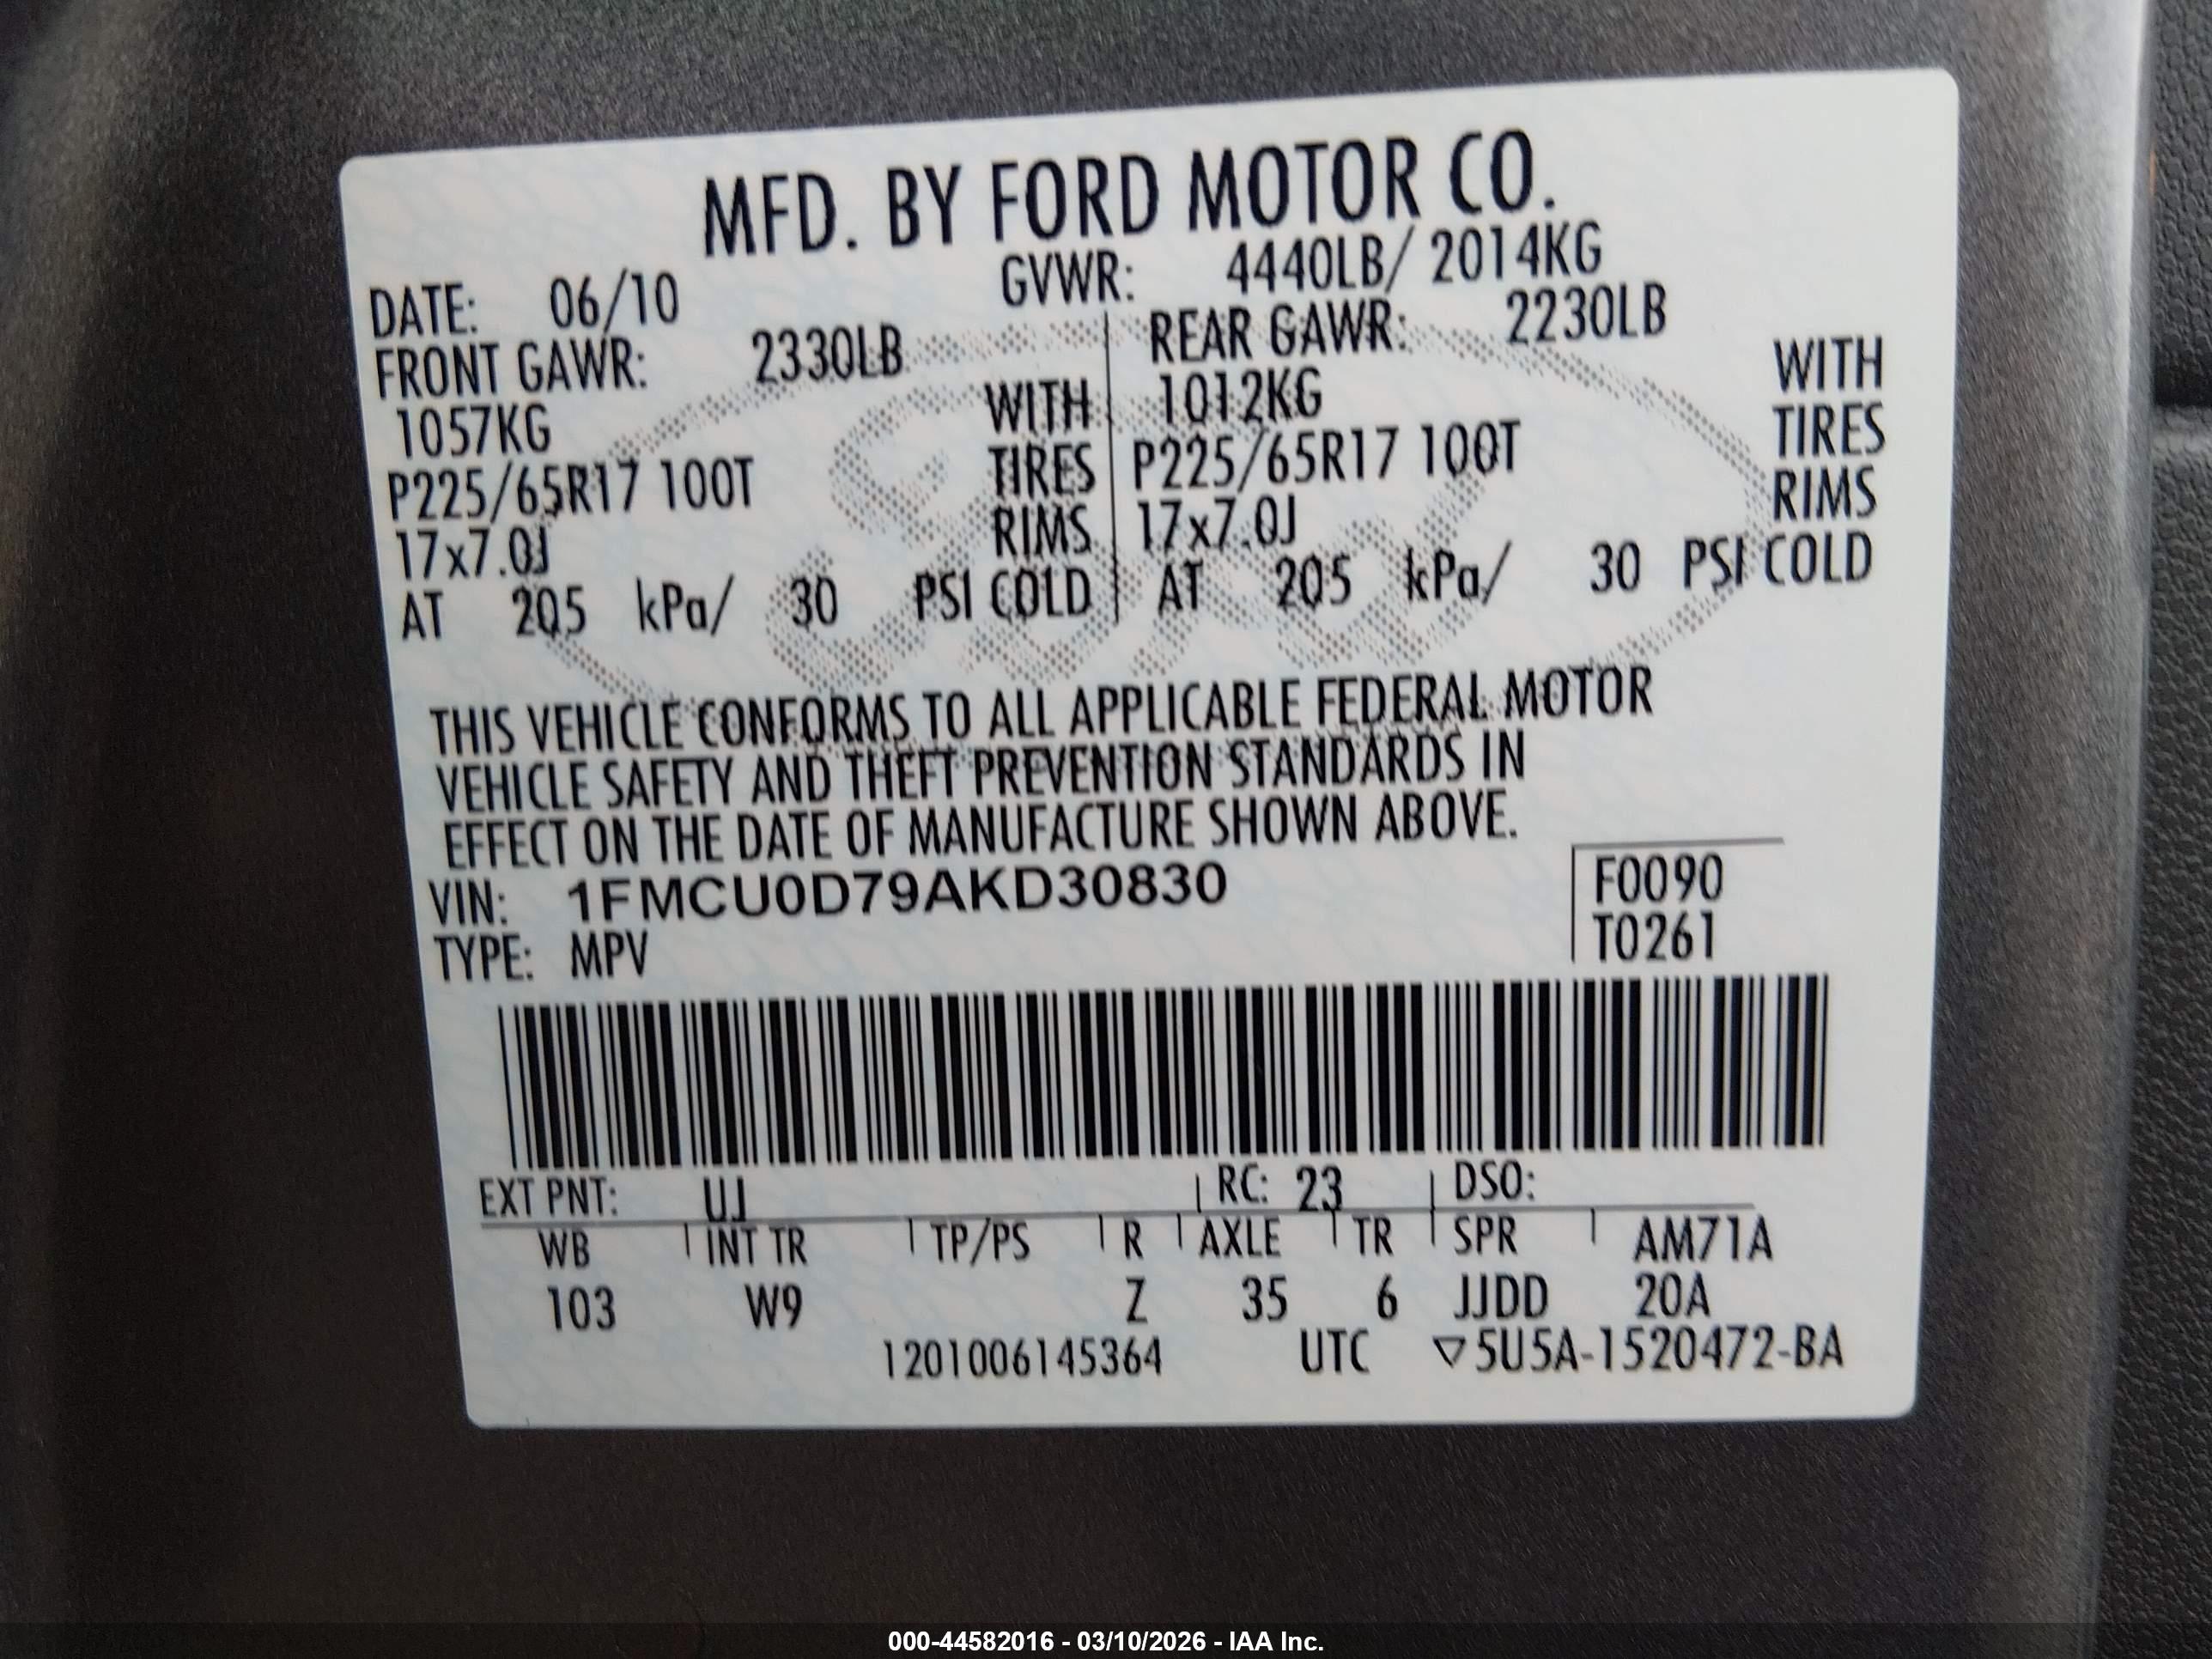 MFD. BY FORD MOTOR CO.
DATE: 06/10 GVWR: 4440LB/ 2014KG
FRONT GAWR: 2330LB REAR GAWR: 2230LB
1057KG WITH 1012KG WITH
P225/65R17 100T TIRES P225/65R17 100T TIRES
17x7.0J RIMS 17x7.0J RIMS
AT 205 kPa/ 30 PSI COLD AT 205 kPa/ 30 PSI COLD
THIS VEHICLE CONFORMS TO ALL APPLICABLE FEDERAL MOTOR
VEHICLE SAFETY AND THEFT PREVENTION STANDARDS IN
EFFECT ON THE DATE OF MANUFACTURE SHOWN ABOVE.
VIN: 1FMCU0D79AKD30830 F0090
TYPE: MPV T0261
EXT PNT: UJ RC: 23 DSO:
WB INT TR TP/PS R AXLE TR SPR AM71A
103 W9 Z 35 6 JJDD 20A
1201006145364 UTC ▽5U5A-1520472-BA
Ford
000-44582016 - 03/10/2026 - IAA Inc.